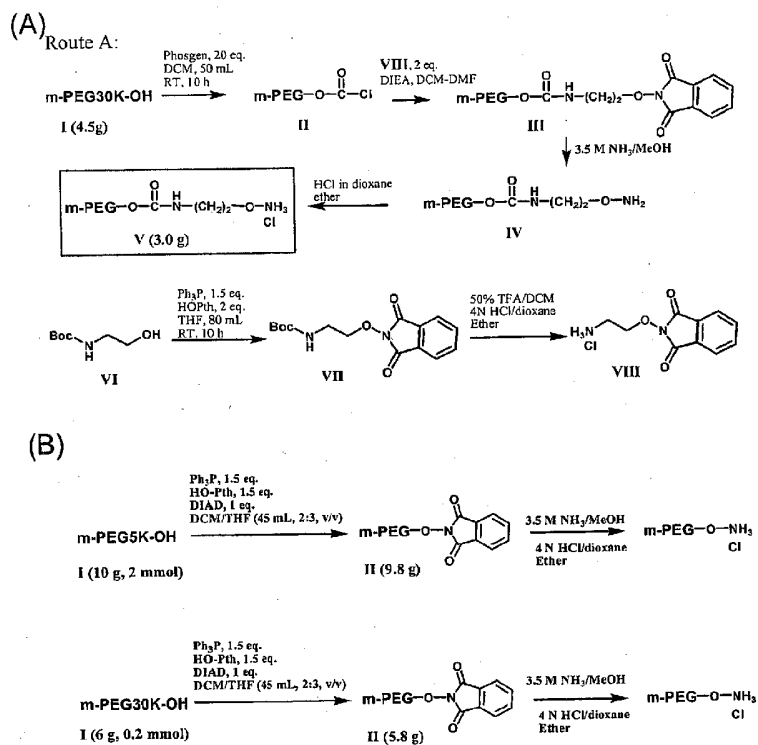 (A)
Route A:
Phosgen, 20 eq.
DCM, 50 mL
RT, 10 h
m-PEG30K-OH
I (4.5g)
m-PEG-O
O
Cl
II
VIII, 2 eq.
DIEA, DCM-DMF
m-PEG-O
O
H
N-(CH2)2-O-N
O
O
III
3.5 M NH3/MeOH
m-PEG-O
O
H
N-(CH2)2-O-NH2
IV
HCl in dioxane
ether
m-PEG-O
O
H
N-(CH2)2-O-NH3
Cl
V (3.0 g)
Boc
N
H
OH
VI
Ph3P, 1.5 eq.
HOPth, 2 eq.
THF, 80 mL
RT, 10 h
Boc
N
H
O
N
O
O
VII
50% TFA/DCM
4N HCl/dioxane
Ether
H3N
Cl
O
N
O
O
VIII
(B)
Ph3P, 1.5 eq.
HO-Pth, 1.5 eq.
DIAD, 1 eq.
DCM/THF (45 mL, 2:3, v/v)
m-PEG5K-OH
I (10 g, 2 mmol)
m-PEG-O-N
O
O
II (9.8 g)
3.5 M NH3/MeOH
4 N HCl/dioxane
Ether
m-PEG-O-NH3
Cl
Ph3P, 1.5 eq.
HO-Pth, 1.5 eq.
DIAD, 1 eq.
DCM/THF (45 mL, 2:3, v/v)
m-PEG30K-OH
I (6 g, 0.2 mmol)
m-PEG-O-N
O
O
II (5.8 g)
3.5 M NH3/MeOH
4 N HCl/dioxane
Ether
m-PEG-O-NH3
Cl